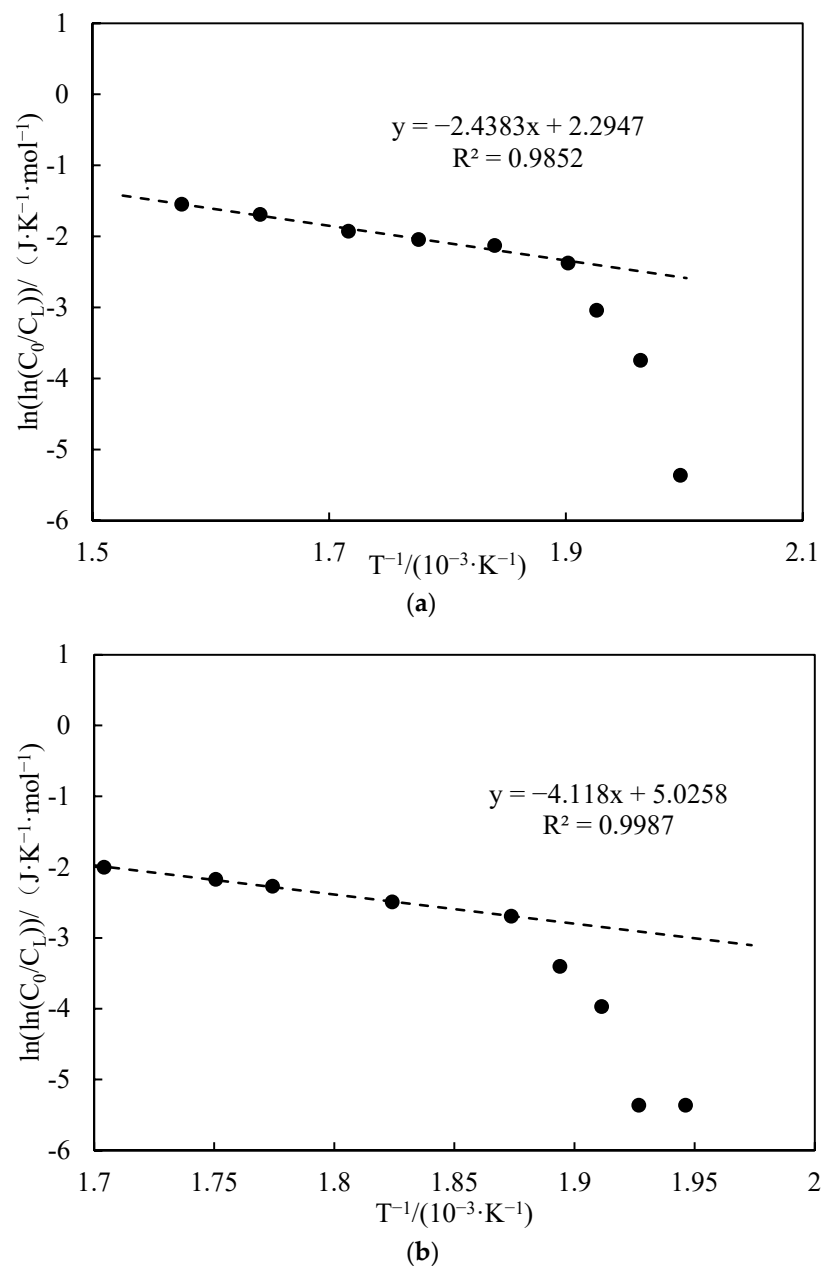 1
0
-1
-2
-3
-4
-5
-6
ln(ln(C₀/C_L))/（J·K⁻¹·mol⁻¹)
y = −2.4383x + 2.2947
R² = 0.9852
1.5 1.7 1.9 2.1
T⁻¹/(10⁻³·K⁻¹)
(a)
1
0
-1
-2
-3
-4
-5
-6
ln(ln(C₀/C_L))/（J·K⁻¹·mol⁻¹)
y = −4.118x + 5.0258
R² = 0.9987
1.7 1.75 1.8 1.85 1.9 1.95 2
T⁻¹/(10⁻³·K⁻¹)
(b)